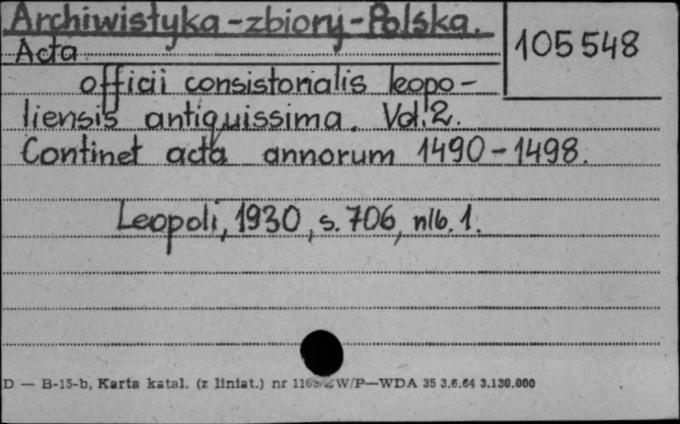 Archiwistyka-zbiory-Polska.
105548
Acta
officii consistorialis leopo-
liensis antiquissima. Vol. 2.
Continet acta annorum 1490-1498.
Leopoli, 1930, s. 706, nlb. 1.
D — B-15-b, Karta katal. (z liniat.) nr W/P—WDA 35 3.6.64 3.130.000